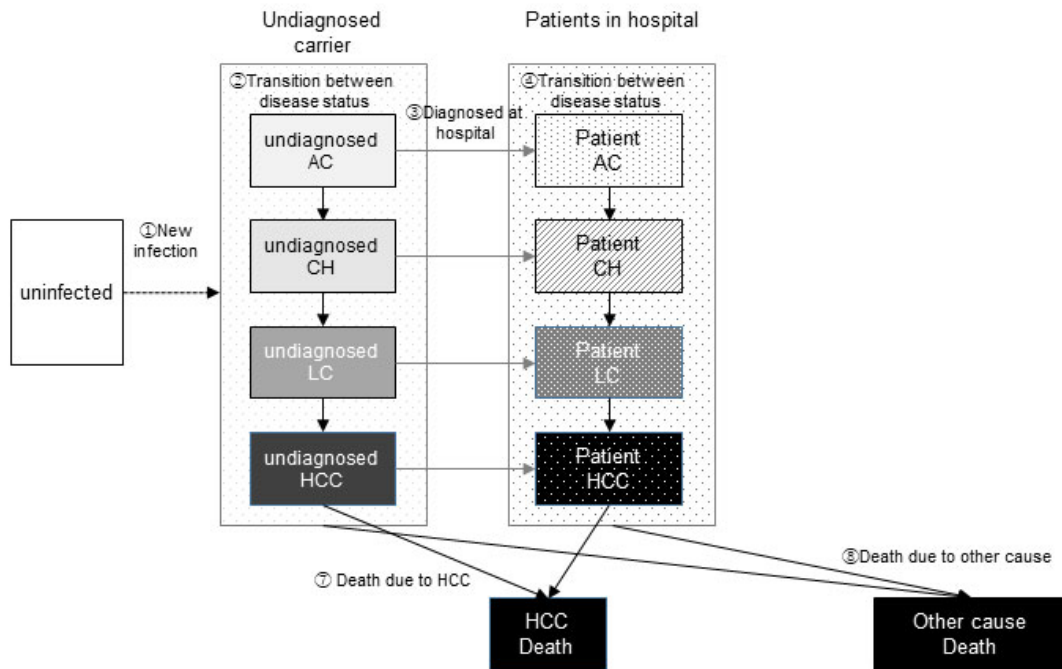 Undiagnosed
carrier
Patients in hospital
②Transition between
disease status
④Transition between
disease status
③Diagnosed at
hospital
undiagnosed
AC
Patient
AC
①New
infection
undiagnosed
CH
Patient
CH
uninfected
undiagnosed
LC
Patient
LC
undiagnosed
HCC
Patient
HCC
⑧Death due to other cause
⑦ Death due to HCC
HCC
Death
Other cause
Death